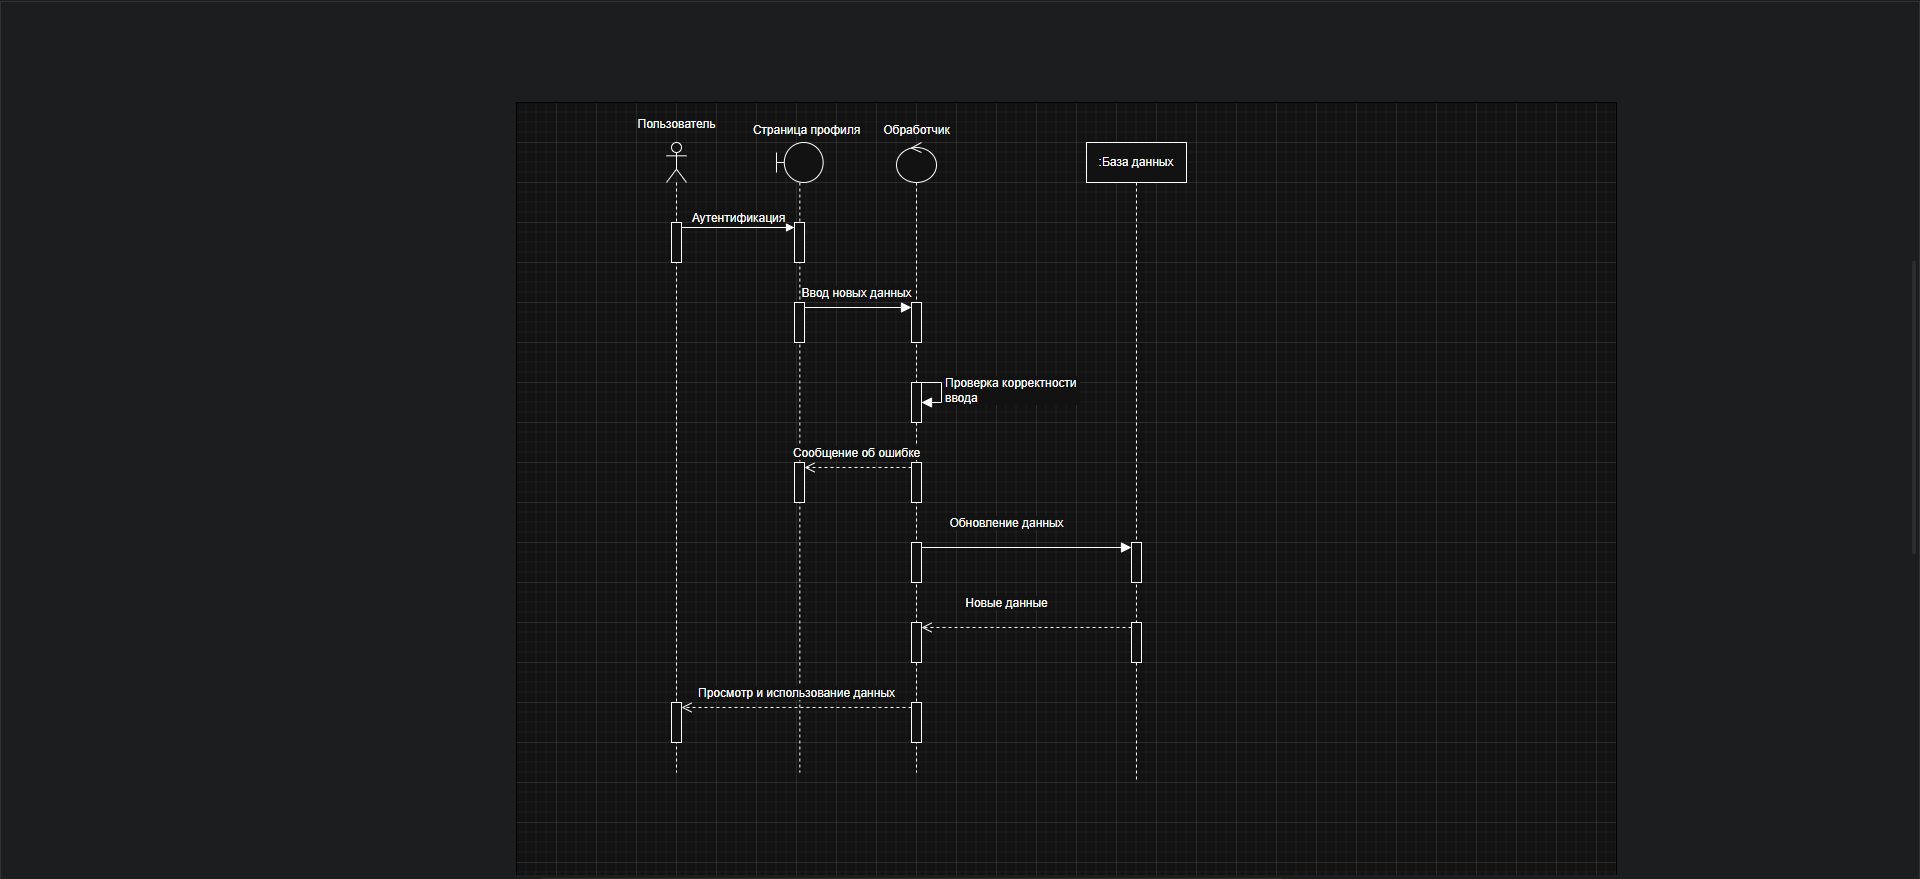 Пользователь
Страница профиля
Обработчик
:База данных
Аутентификация
Ввод новых данных
Проверка корректности
ввода
Сообщение об ошибке
Обновление данных
Новые данные
Просмотр и использование данных